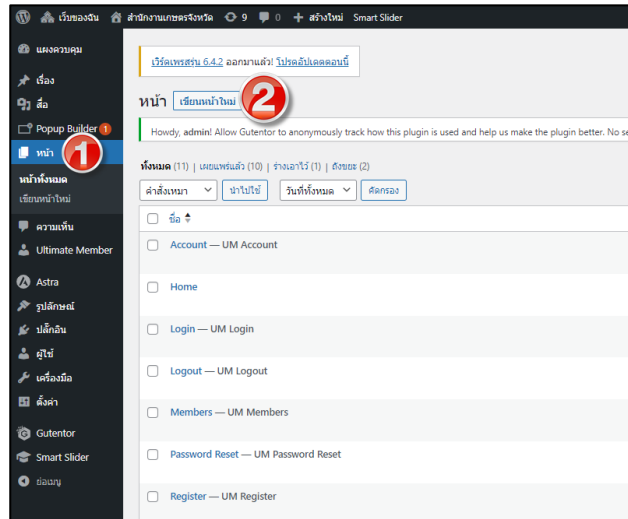 เว็บของฉัน สำนักงานเกษตรจังหวัด 9 0 + สร้างใหม่ Smart Slider
แผงควบคุม
เรื่อง
สื่อ
Popup Builder 1
หน้า 1
หน้าทั้งหมด
เขียนหน้าใหม่
ความเห็น
Ultimate Member
Astra
รูปลักษณ์
ปลั๊กอิน
ผู้ใช้
เครื่องมือ
ตั้งค่า
Gutentor
Smart Slider
ย่อเมนู
เวิร์ดเพรสรุ่น 6.4.2 ออกมาแล้ว! โปรดอัปเดตตอนนี้
หน้า เขียนหน้าใหม่ 2
Howdy, admin! Allow Gutentor to anonymously track how this plugin is used and help us make the plugin better. No se
ทั้งหมด (11) | เผยแพร่แล้ว (10) | ร่างเอาไว้ (1) | ถังขยะ (2)
คำสั่งเหมา นำไปใช้ วันที่ทั้งหมด คัดกรอง
ชื่อ
Account — UM Account
Home
Login — UM Login
Logout — UM Logout
Members — UM Members
Password Reset — UM Password Reset
Register — UM Register